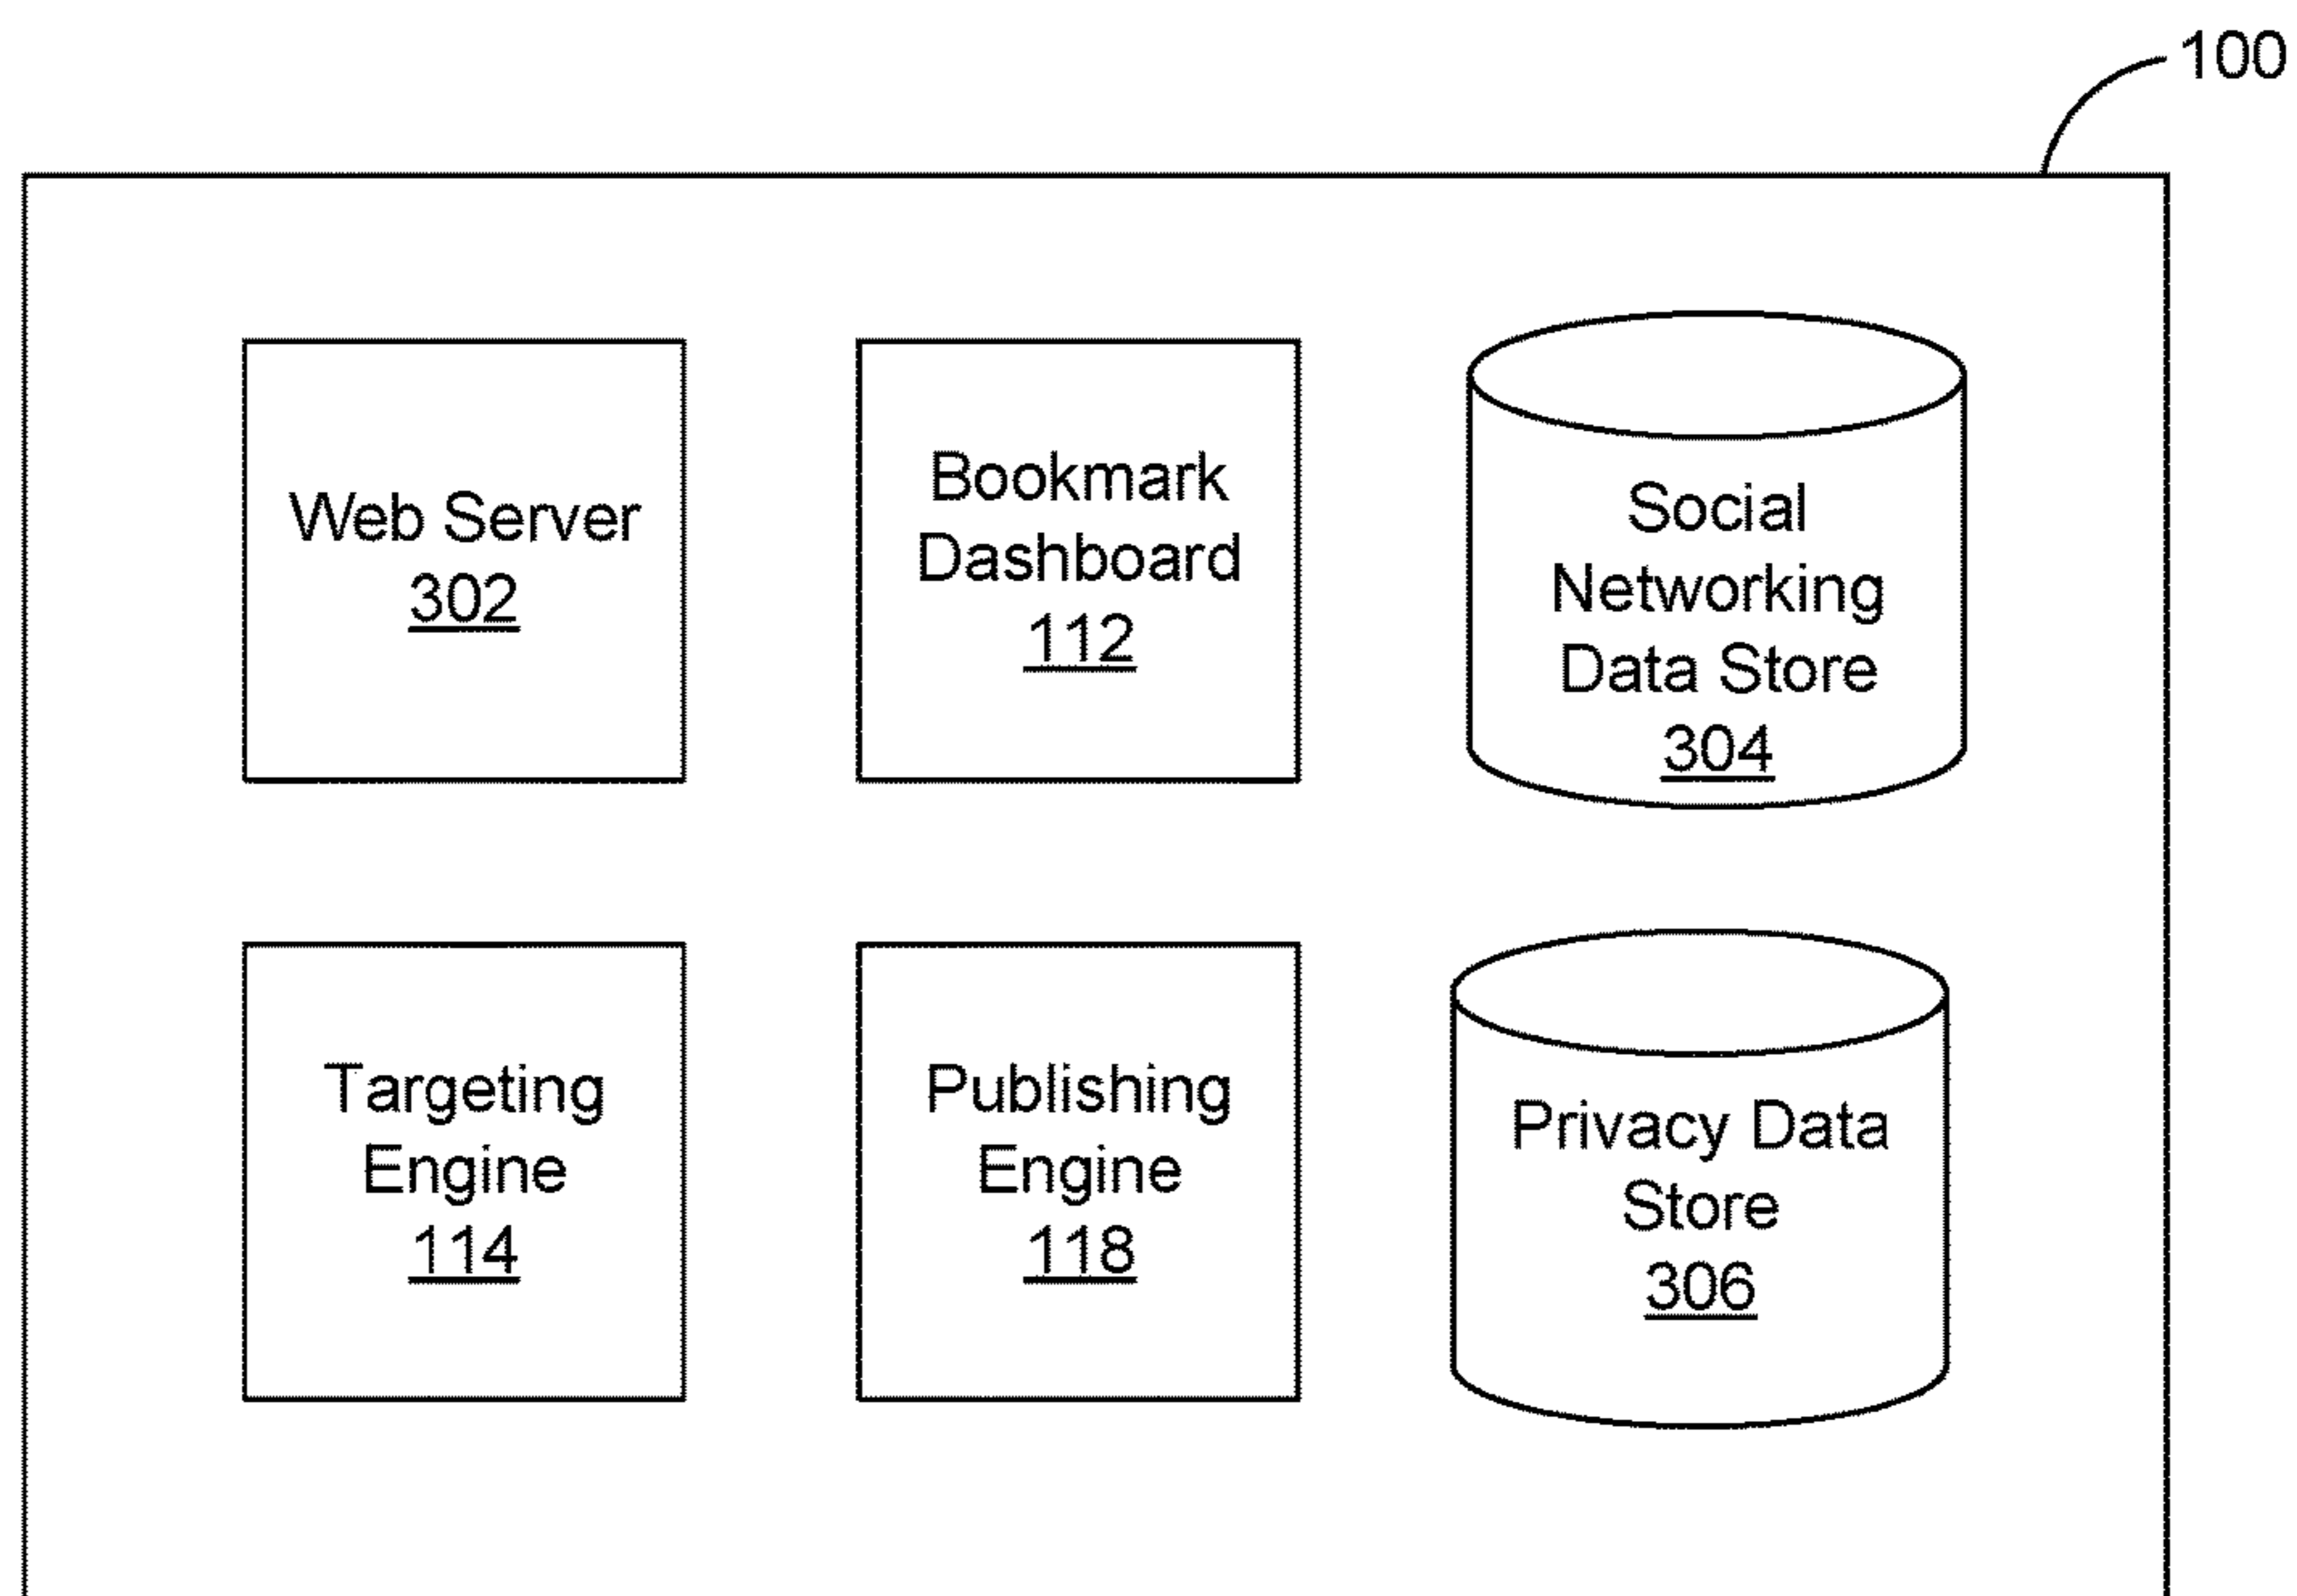 100
Web Server
302
Bookmark
Dashboard
112
Social
Networking
Data Store
304
Targeting
Engine
114
Publishing
Engine
118
Privacy Data
Store
306